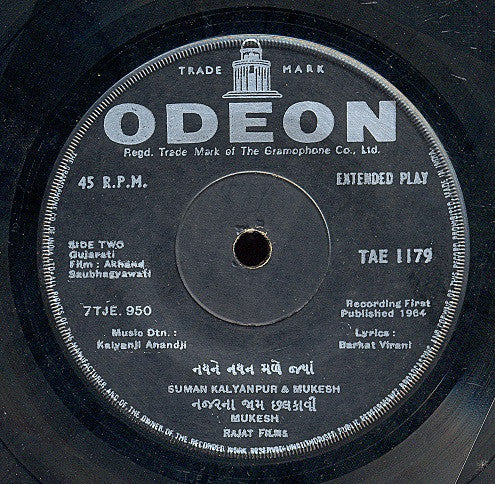 TRADE MARK
ODEON
Regd. Trade Mark of The Gramophone Co., Ltd.
45 R.P.M.
EXTENDED PLAY
SIDE TWO
Gujarati
Film : Akhand
Saubhagyawati
TAE 1179
7TJE. 950
Recording First
Published 1964
Music Dtn. :
Kalyanji Anandji
Lyrics :
Barkat Virani
નયને નયન મળે જ્યાં
SUMAN KALYANPUR & MUKESH
નજરના જામ છલકાવી
MUKESH
RAJAT FILMS